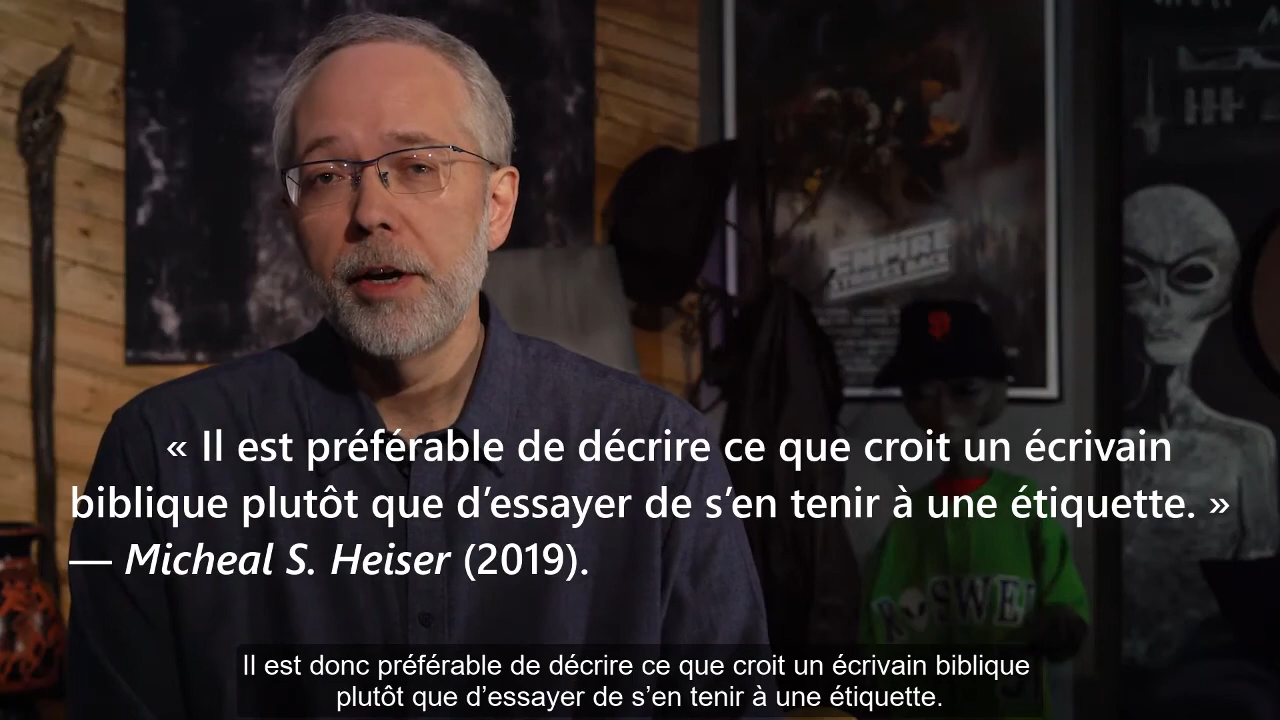 EMPIRE
STRIKES BACK
« Il est préférable de décrire ce que croit un écrivain
biblique plutôt que d’essayer de s’en tenir à une étiquette. »
— Micheal S. Heiser (2019).
Il est donc préférable de décrire ce que croit un écrivain biblique
plutôt que d’essayer de s’en tenir à une étiquette.